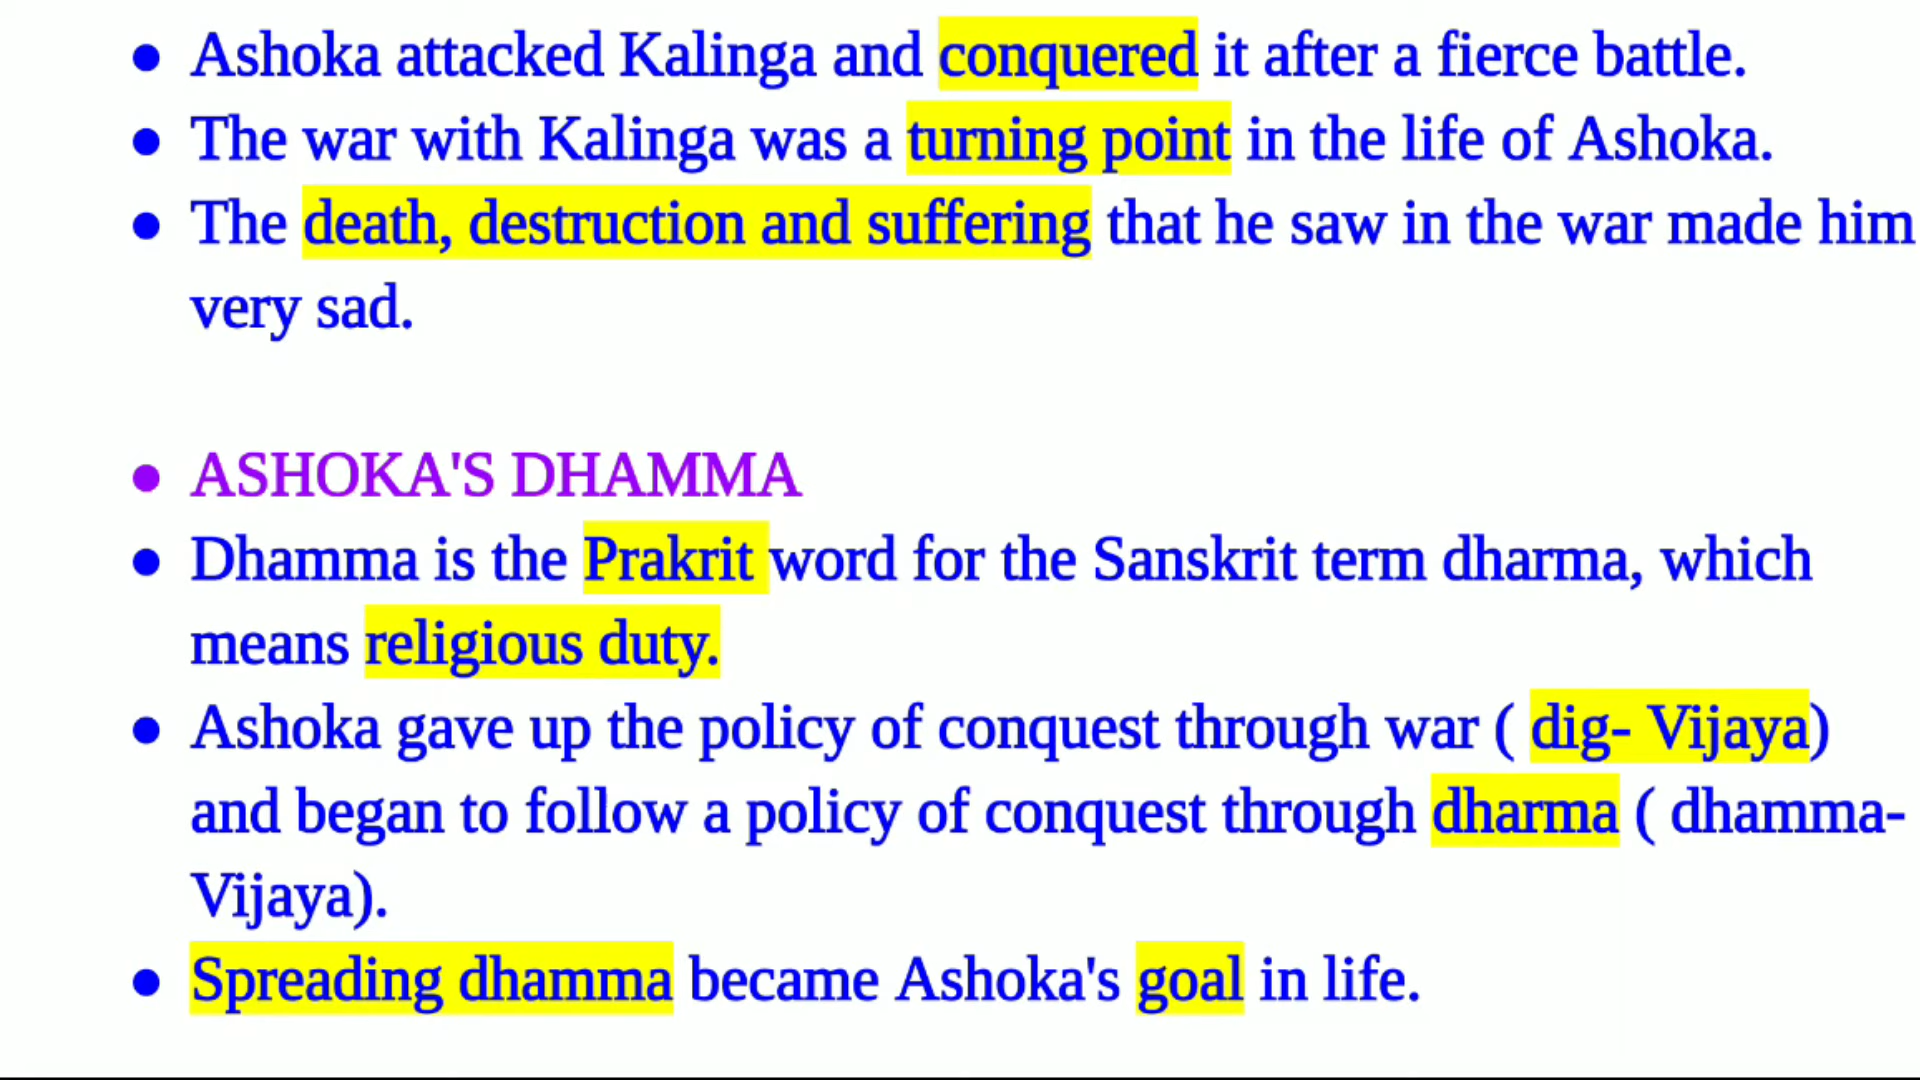 ● Ashoka attacked Kalinga and conquered it after a fierce battle.
● The war with Kalinga was a turning point in the life of Ashoka.
● The death, destruction and suffering that he saw in the war made him
very sad.
● ASHOKA'S DHAMMA
● Dhamma is the Prakrit word for the Sanskrit term dharma, which
means religious duty.
● Ashoka gave up the policy of conquest through war ( dig- Vijaya)
and began to follow a policy of conquest through dharma ( dhamma-
Vijaya).
● Spreading dhamma became Ashoka's goal in life.